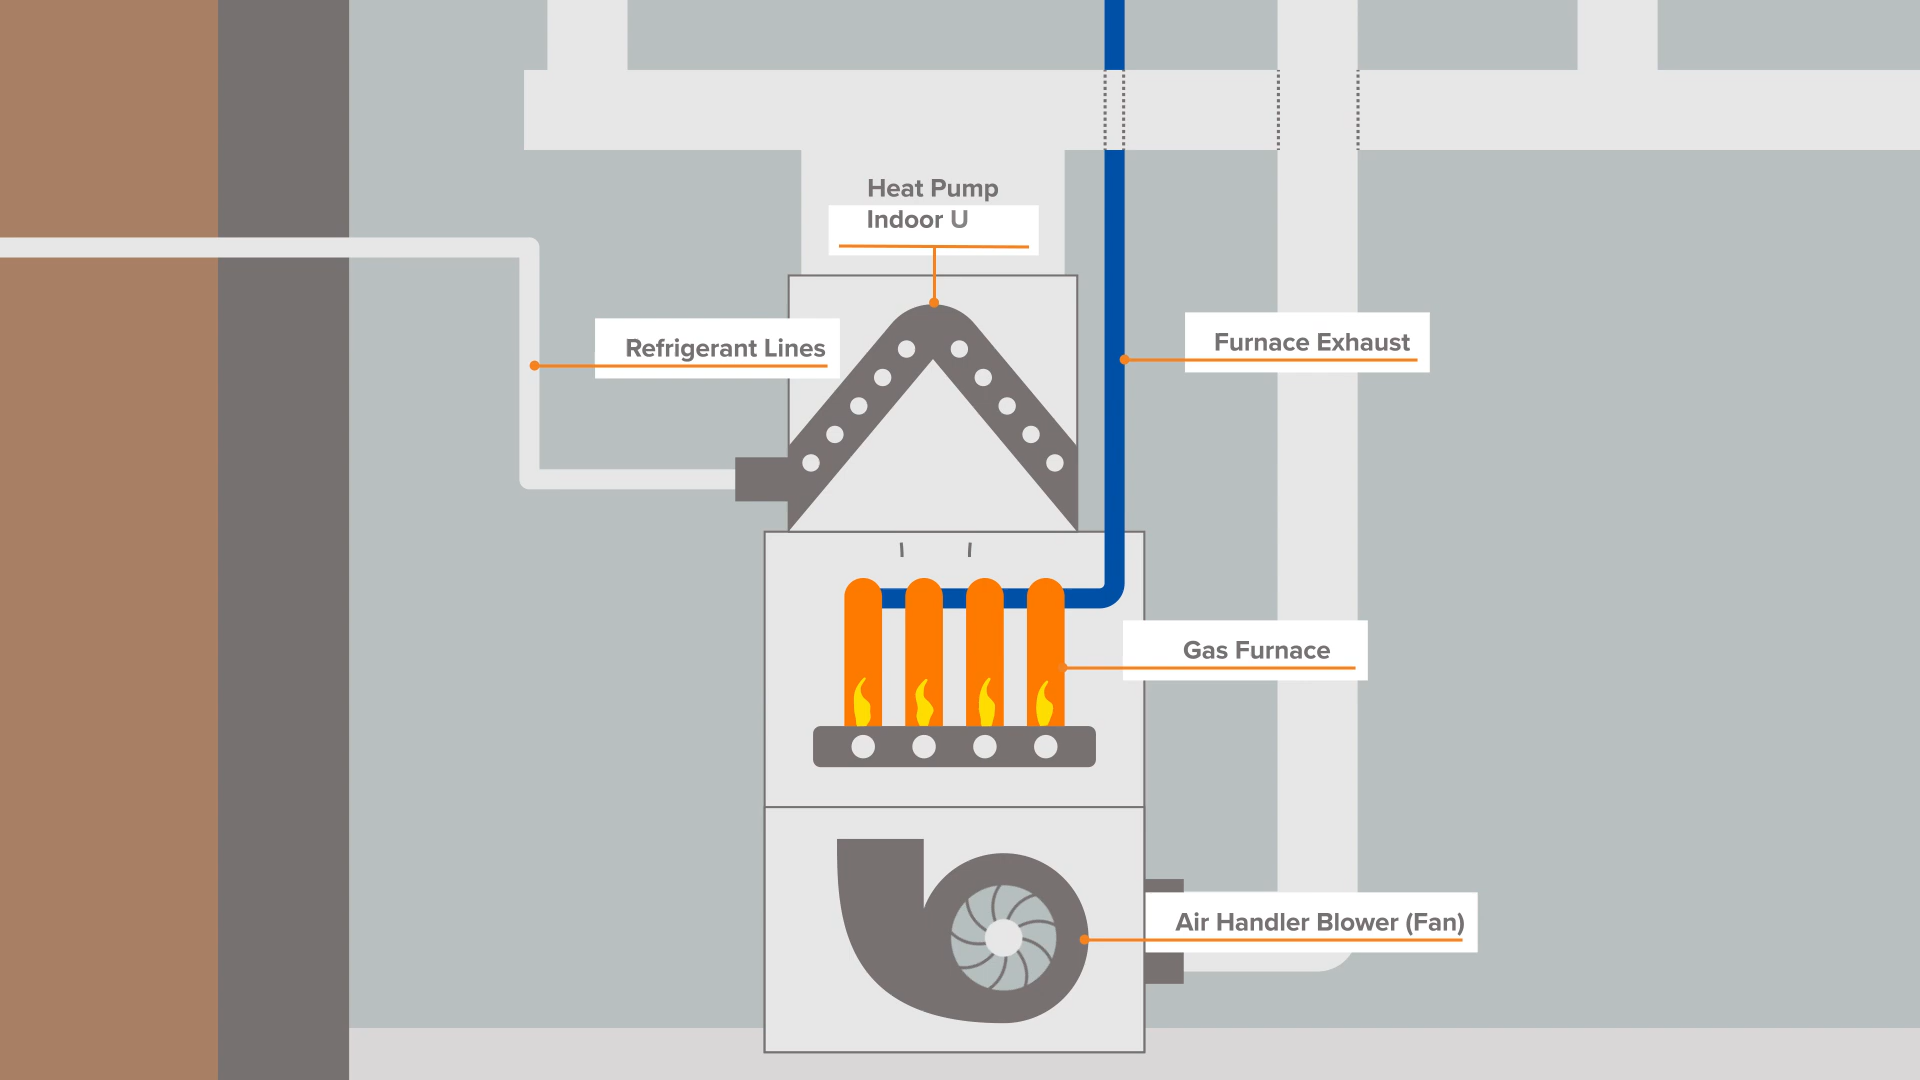 Heat Pump
Indoor U
Refrigerant Lines
Furnace Exhaust
Gas Furnace
Air Handler Blower (Fan)